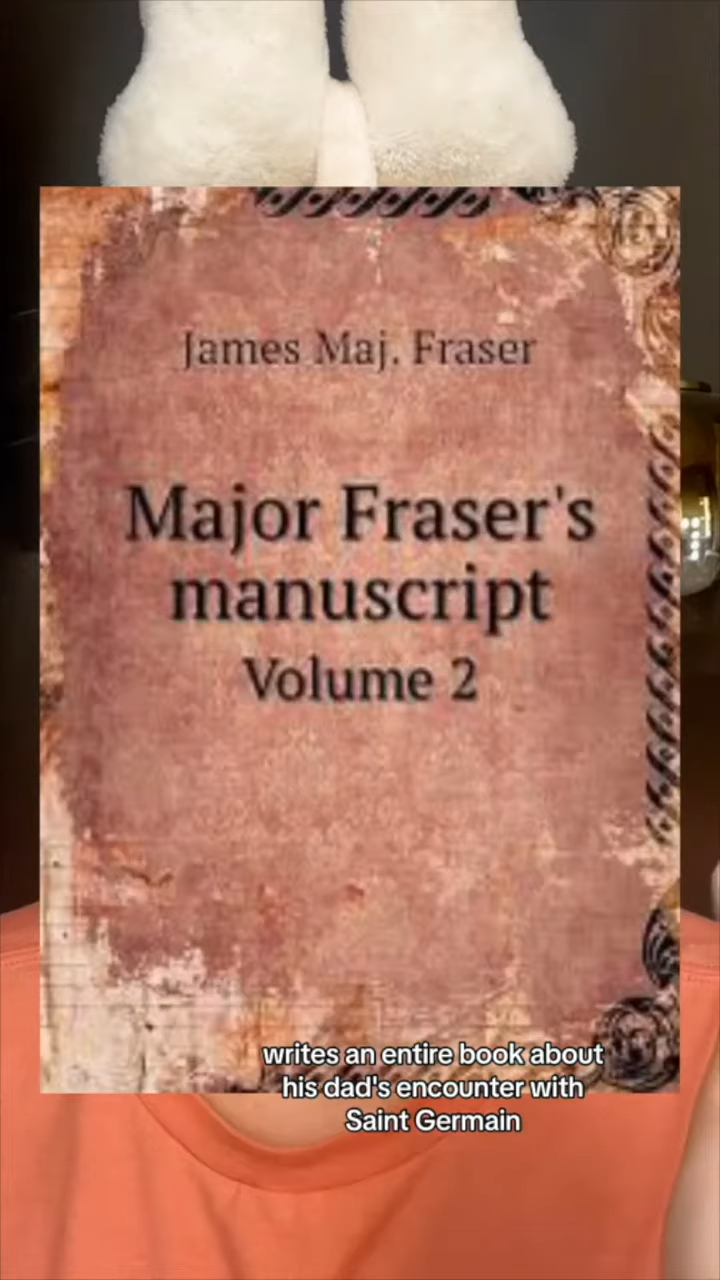 James Maj. Fraser
Major Fraser's
manuscript
Volume 2
writes an entire book about
his dad's encounter with
Saint Germain